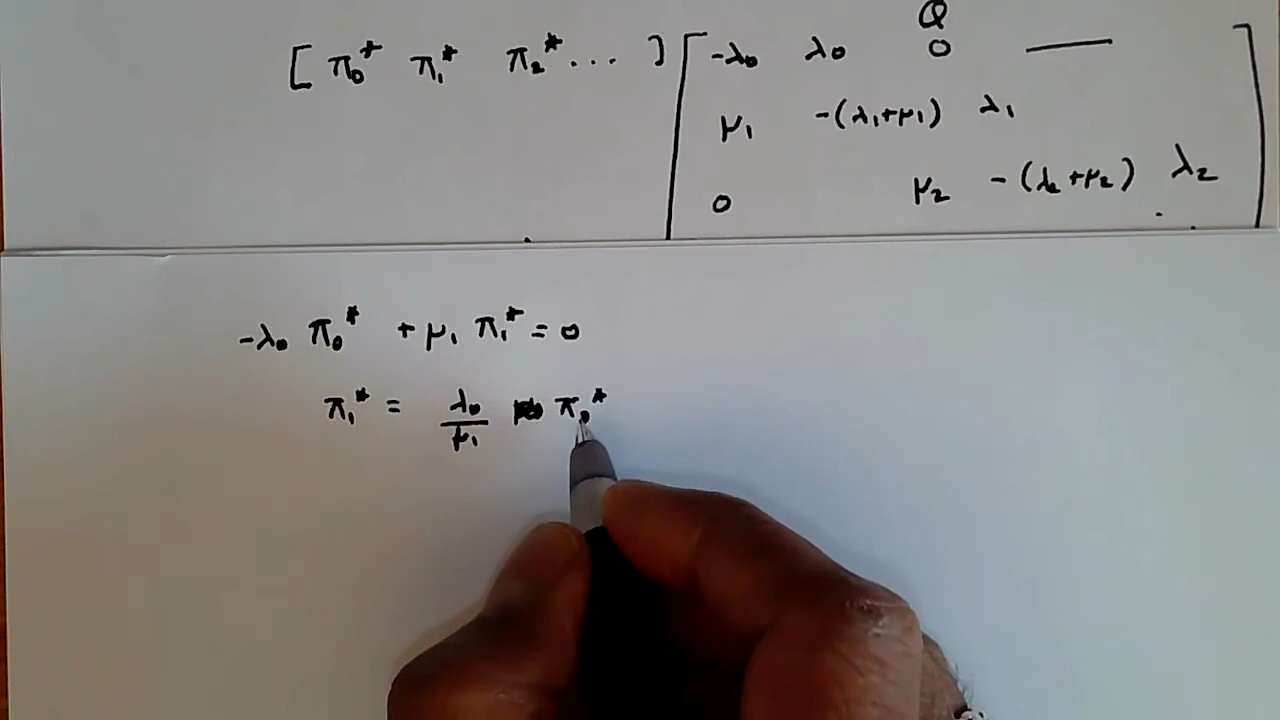 Q
[ π₀* π₁* π₂* ... ] [ -λ₀ λ₀ 0 —
μ₁ -(λ₁+μ₁) λ₁
0 μ₂ -(λ₂+μ₂) λ₂ ]
-λ₀ π₀* + μ₁ π₁* = 0
π₁* = λ₀/μ₁ π₀*